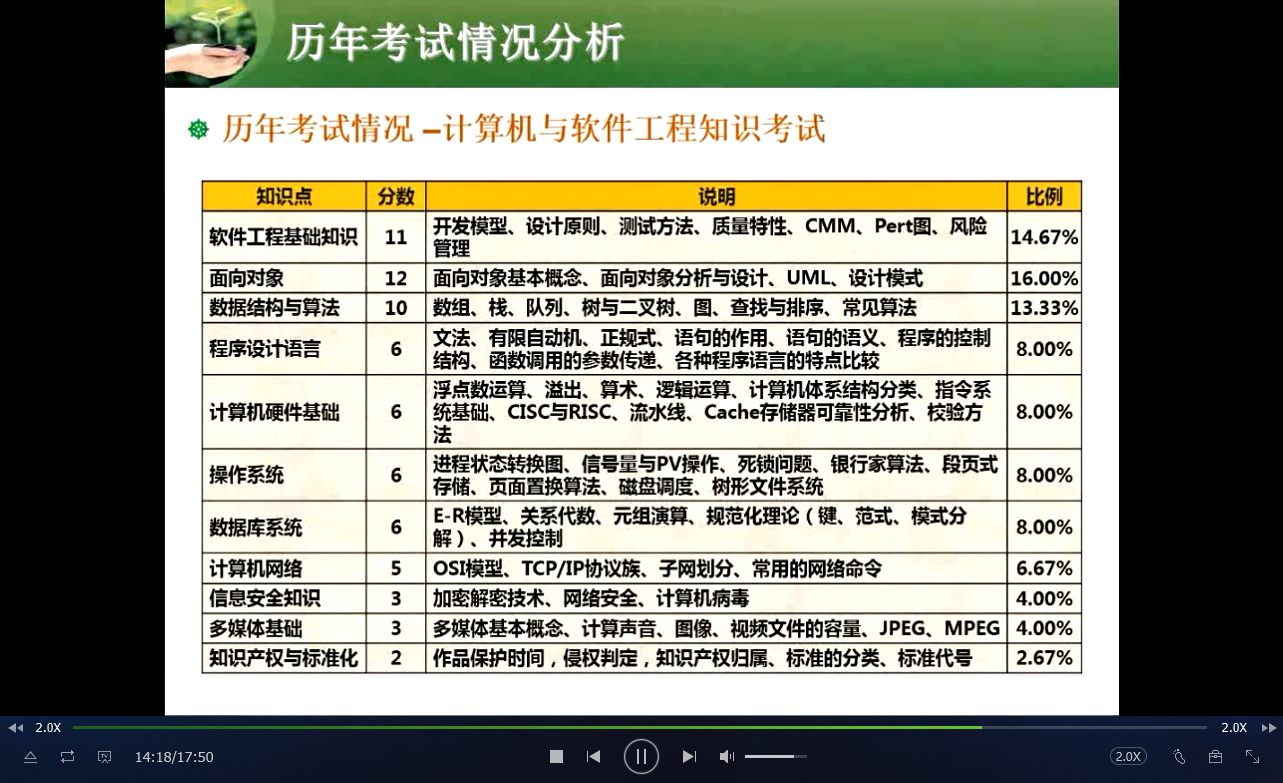 历年考试情况分析
历年考试情况 –计算机与软件工程知识考试
知识点 分数 说明 比例
软件工程基础知识 11 开发模型、设计原则、测试方法、质量特性、CMM、Pert图、风险
管理 14.67%
面向对象 12 面向对象基本概念、面向对象分析与设计、UML、设计模式 16.00%
数据结构与算法 10 数组、栈、队列、树与二叉树、图、查找与排序、常见算法 13.33%
程序设计语言 6 文法、有限自动机、正规式、语句的作用、语句的语义、程序的控制
结构、函数调用的参数传递、各种程序语言的特点比较 8.00%
计算机硬件基础 6 浮点数运算、溢出、算术、逻辑运算、计算机体系结构分类、指令系
统基础、CISC与RISC、流水线、Cache存储器可靠性分析、校验方
法 8.00%
操作系统 6 进程状态转换图、信号量与PV操作、死锁问题、银行家算法、段页式
存储、页面置换算法、磁盘调度、树形文件系统 8.00%
数据库系统 6 E-R模型、关系代数、元组演算、规范化理论（键、范式、模式分
解）、并发控制 8.00%
计算机网络 5 OSI模型、TCP/IP协议族、子网划分、常用的网络命令 6.67%
信息安全知识 3 加密解密技术、网络安全、计算机病毒 4.00%
多媒体基础 3 多媒体基本概念、计算声音、图像、视频文件的容量、JPEG、MPEG 4.00%
知识产权与标准化 2 作品保护时间，侵权判定，知识产权归属、标准的分类、标准代号 2.67%
2.0X 2.0X
14:18/17:50 2.0X